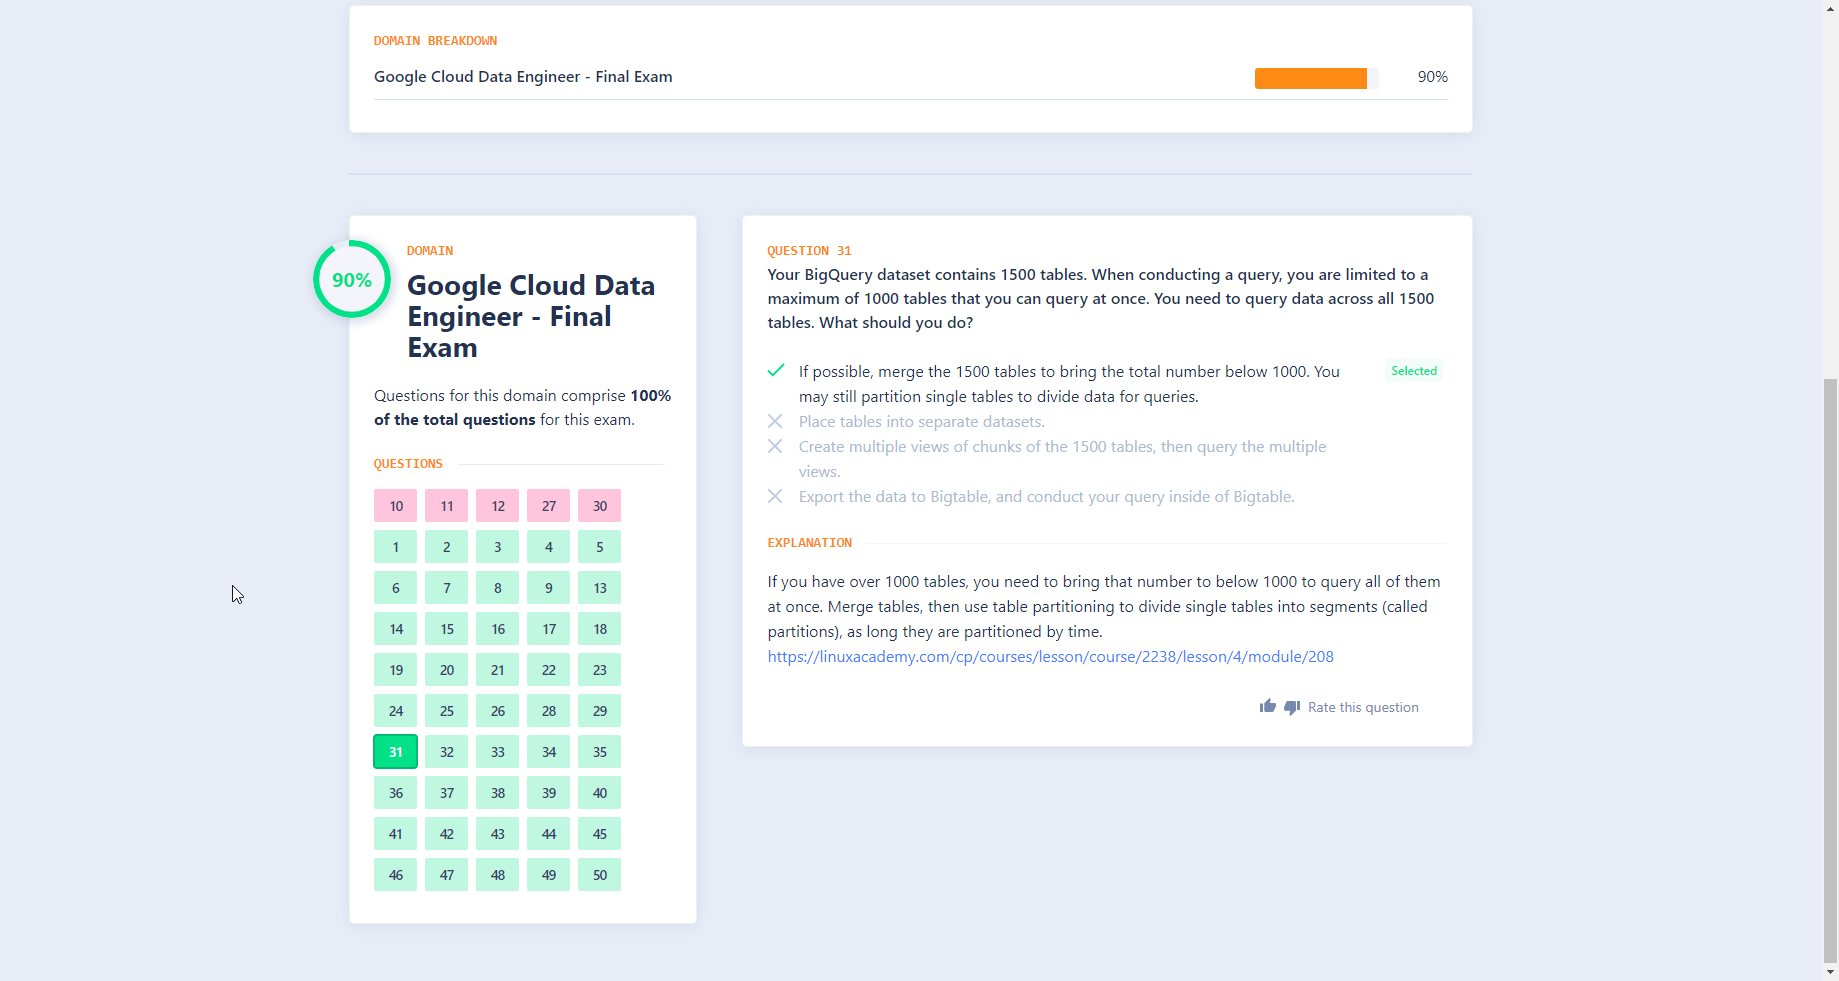 DOMAIN BREAKDOWN
Google Cloud Data Engineer - Final Exam
90%
90%
DOMAIN
Google Cloud Data
Engineer - Final
Exam
Questions for this domain comprise 100%
of the total questions for this exam.
QUESTIONS
10 11 12 27 30
1 2 3 4 5
6 7 8 9 13
14 15 16 17 18
19 20 21 22 23
24 25 26 28 29
31 32 33 34 35
36 37 38 39 40
41 42 43 44 45
46 47 48 49 50
QUESTION 31
Your BigQuery dataset contains 1500 tables. When conducting a query, you are limited to a
maximum of 1000 tables that you can query at once. You need to query data across all 1500
tables. What should you do?
If possible, merge the 1500 tables to bring the total number below 1000. You
may still partition single tables to divide data for queries.
Selected
Place tables into separate datasets.
Create multiple views of chunks of the 1500 tables, then query the multiple
views.
Export the data to Bigtable, and conduct your query inside of Bigtable.
EXPLANATION
If you have over 1000 tables, you need to bring that number to below 1000 to query all of them
at once. Merge tables, then use table partitioning to divide single tables into segments (called
partitions), as long they are partitioned by time.
https://linuxacademy.com/cp/courses/lesson/course/2238/lesson/4/module/208
Rate this question